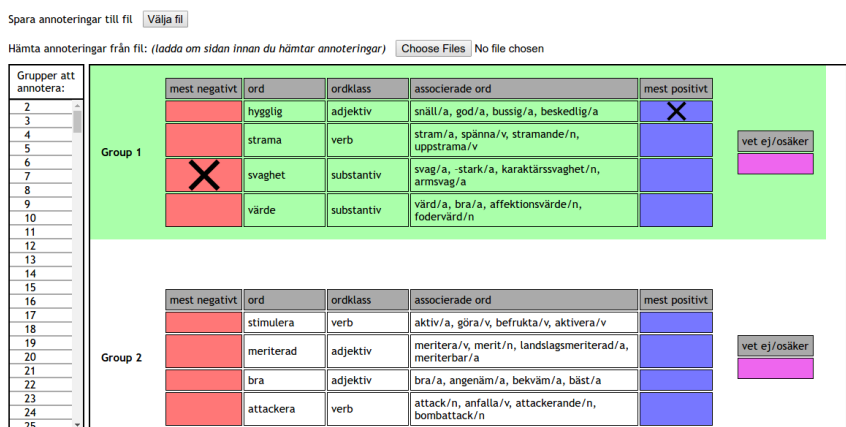 Spara annoteringar till fil Välja fil
Hämta annoteringar från fil: (ladda om sidan innan du hämtar annoteringar) Choose Files No file chosen
Grupper att
annotera:
2
3
4
5
6
7
8
9
10
11
12
13
14
15
16
17
18
19
20
21
22
23
24
25
Group 1
mest negativt ord ordklass associerade ord mest positivt
hygglig adjektiv snäll/a, god/a, bussig/a, beskedlig/a
strama verb stram/a, spänna/v, stramande/n,
uppstrama/v
svaghet substantiv svag/a, -stark/a, karaktärssvaghet/n,
armsvag/a
värde substantiv värd/a, bra/a, affektionsvärde/n,
fodervärd/n
vet ej/osäker
Group 2
mest negativt ord ordklass associerade ord mest positivt
stimulera verb aktiv/a, göra/v, befrukta/v, aktivera/v
meriterad adjektiv meritera/v, merit/n, landslagsmeriterad/a,
meriterbar/a
bra adjektiv bra/a, angenäm/a, bekväm/a, bäst/a
attackera verb attack/n, anfalla/v, attackerande/n,
bombattack/n
vet ej/osäker